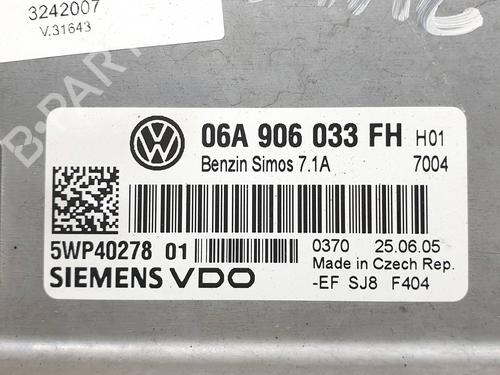 3242007
V.31643
B-PARTS
06A 906 033 FH H01
Benzin Simos 7.1A 7004
5WP40278 01 0370 25.06.05
SIEMENS VDO Made in Czech Rep.
-EF SJ8 F404